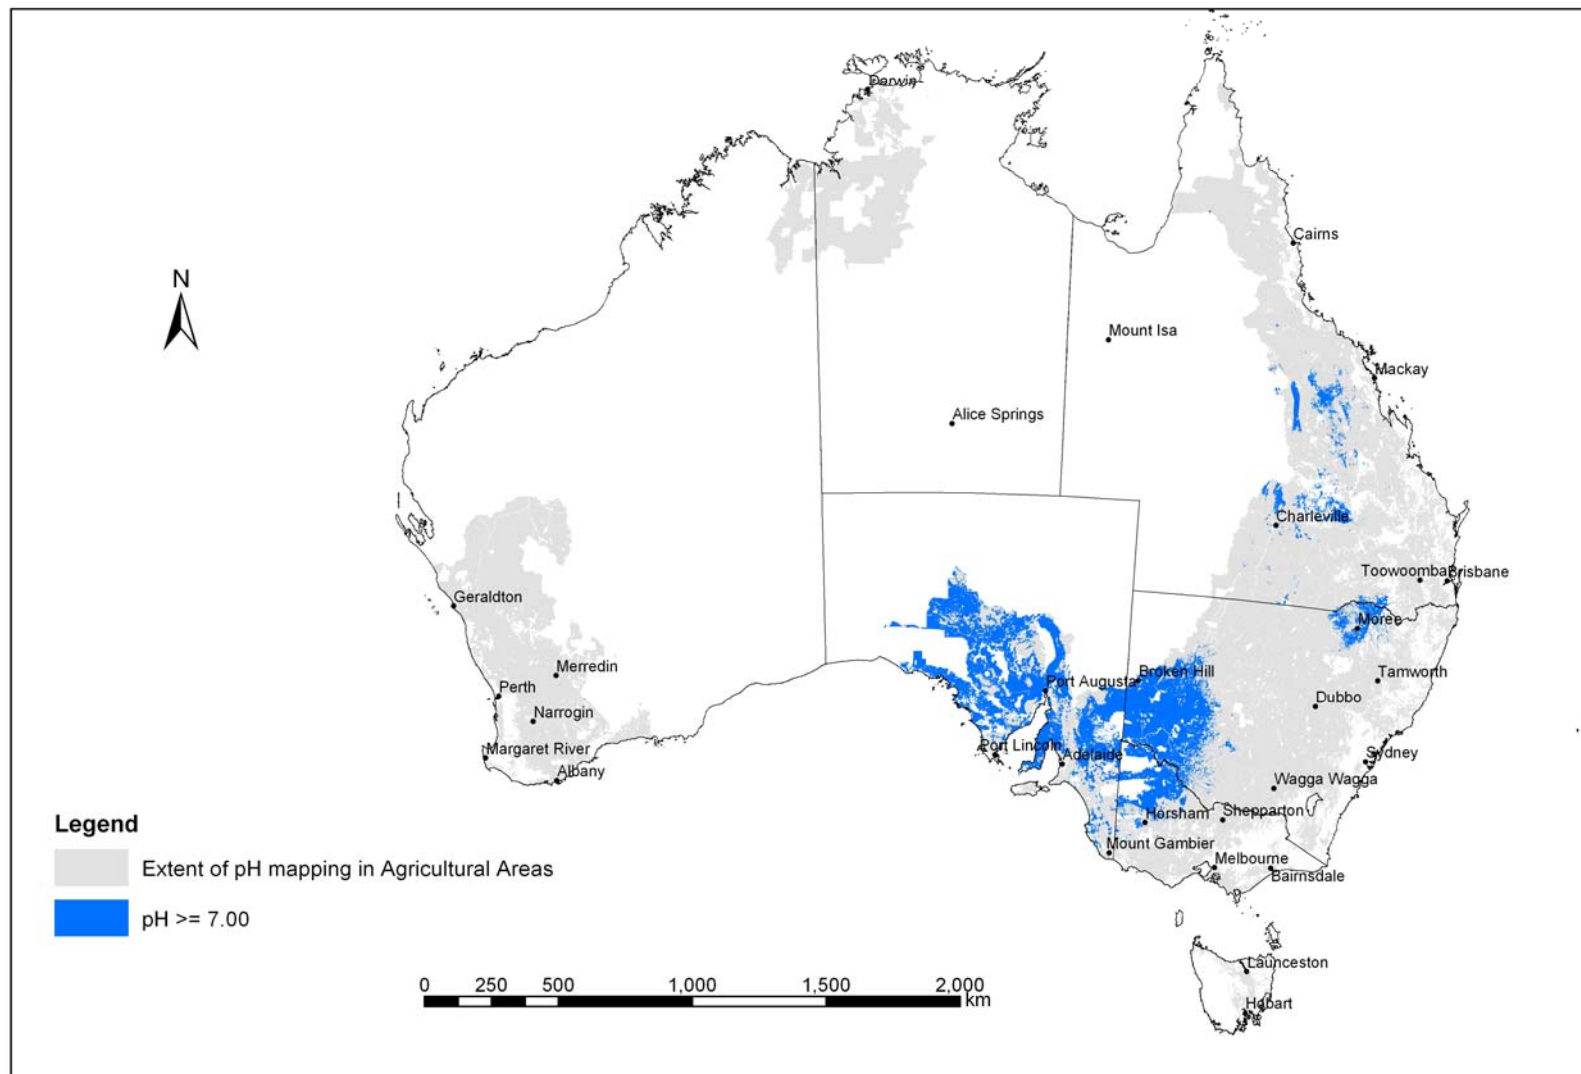 Darwin
N
Cairns
Mount Isa
Mackay
Alice Springs
Charleville
Toowoomba
Brisbane
Geraldton
Moree
Merredin
Broken Hill
Tamworth
Port Augusta
Perth
Dubbo
Narrogin
Port Lincoln
Adelaide
Sydney
Margaret River
Albany
Wagga Wagga
Horsham
Shepparton
Mount Gambier
Melbourne
Bairnsdale
Legend
Extent of pH mapping in Agricultural Areas
pH >= 7.00
Launceston
Hobart
0 250 500 1,000 1,500 2,000
km